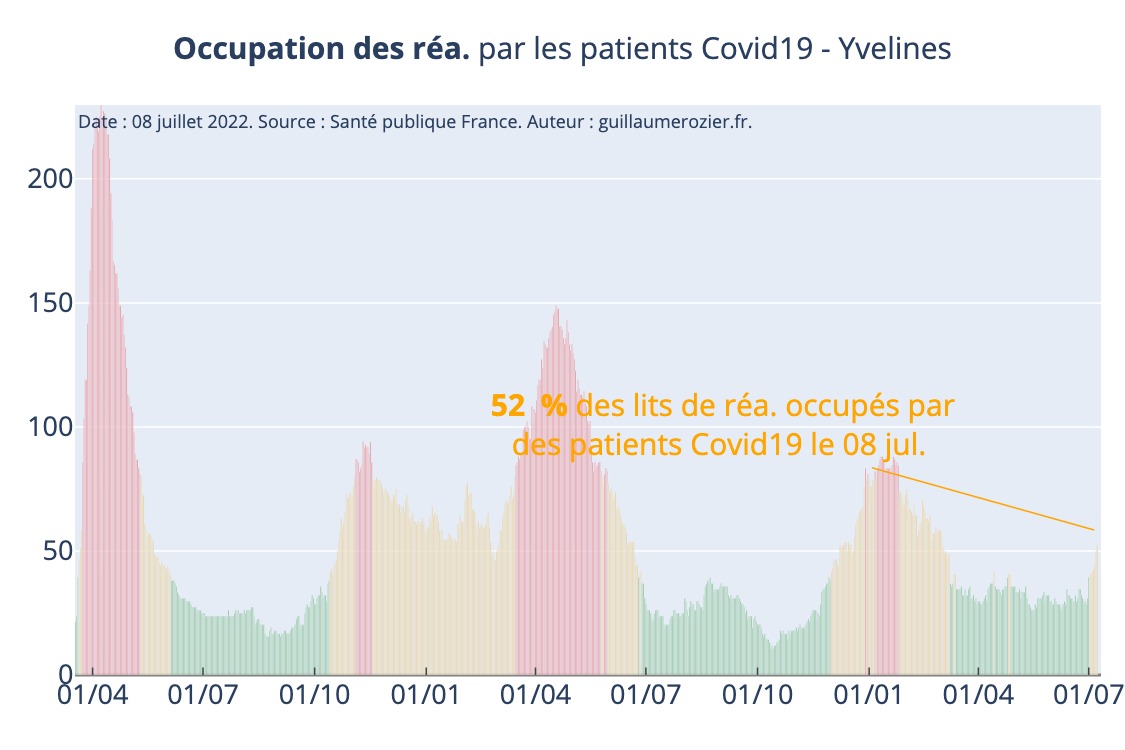 Occupation des réa. par les patients Covid19 - Yvelines
Date : 08 juillet 2022. Source : Santé publique France. Auteur : guillaumerozier.fr.
200
150
52 % des lits de réa. occupés par
des patients Covid19 le 08 jul.
100
50
0
01/04 01/07 01/10 01/01 01/04 01/07 01/10 01/01 01/04 01/07